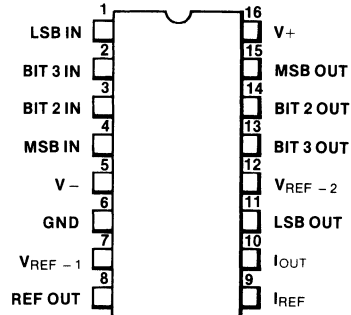 1 16
LSB IN V+
2 15
BIT 3 IN MSB OUT
3 14
BIT 2 IN BIT 2 OUT
4 13
MSB IN BIT 3 OUT
5 12
V− VREF −2
6 11
GND LSB OUT
7 10
VREF −1 IOUT
8 9
REF OUT IREF